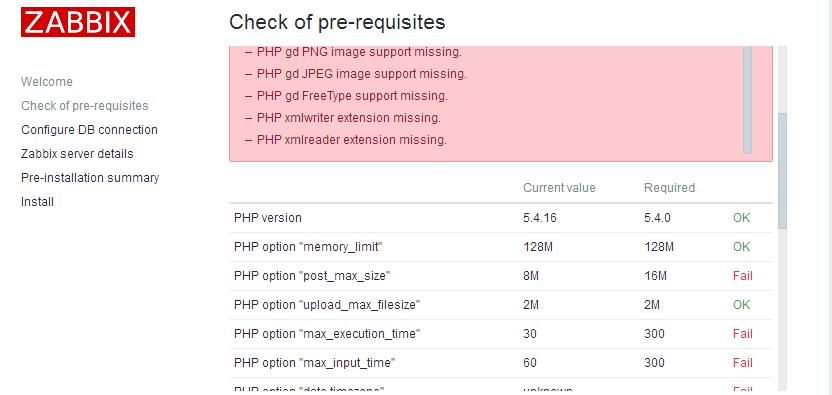 ZABBIX
Check of pre-requisites
Welcome
Check of pre-requisites
Configure DB connection
Zabbix server details
Pre-installation summary
Install
– PHP gd PNG image support missing.
– PHP gd JPEG image support missing.
– PHP gd FreeType support missing.
– PHP xmlwriter extension missing.
– PHP xmlreader extension missing.
Current value Required
PHP version 5.4.16 5.4.0 OK
PHP option "memory_limit" 128M 128M OK
PHP option "post_max_size" 8M 16M Fail
PHP option "upload_max_filesize" 2M 2M OK
PHP option "max_execution_time" 30 300 Fail
PHP option "max_input_time" 60 300 Fail
PHP option "date.timezone" unknown Fail